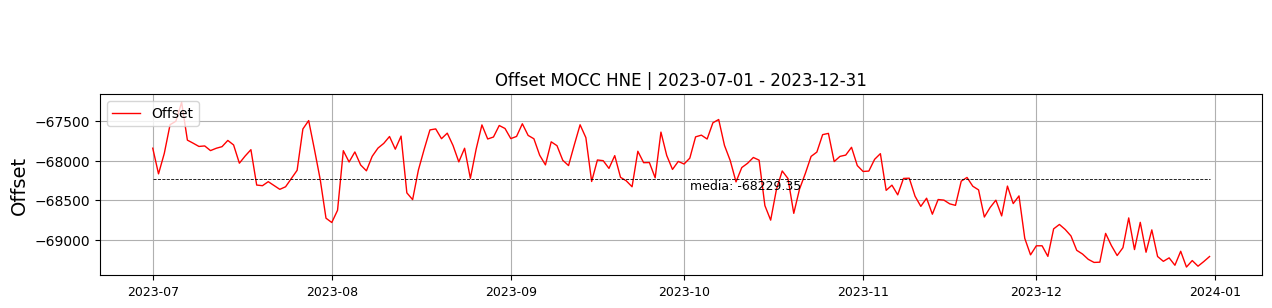 Offset MOCC HNE | 2023-07-01 - 2023-12-31
Offset
−67500
−68000
−68500
−69000
Offset
media: -68229.35
2023-07
2023-08
2023-09
2023-10
2023-11
2023-12
2024-01